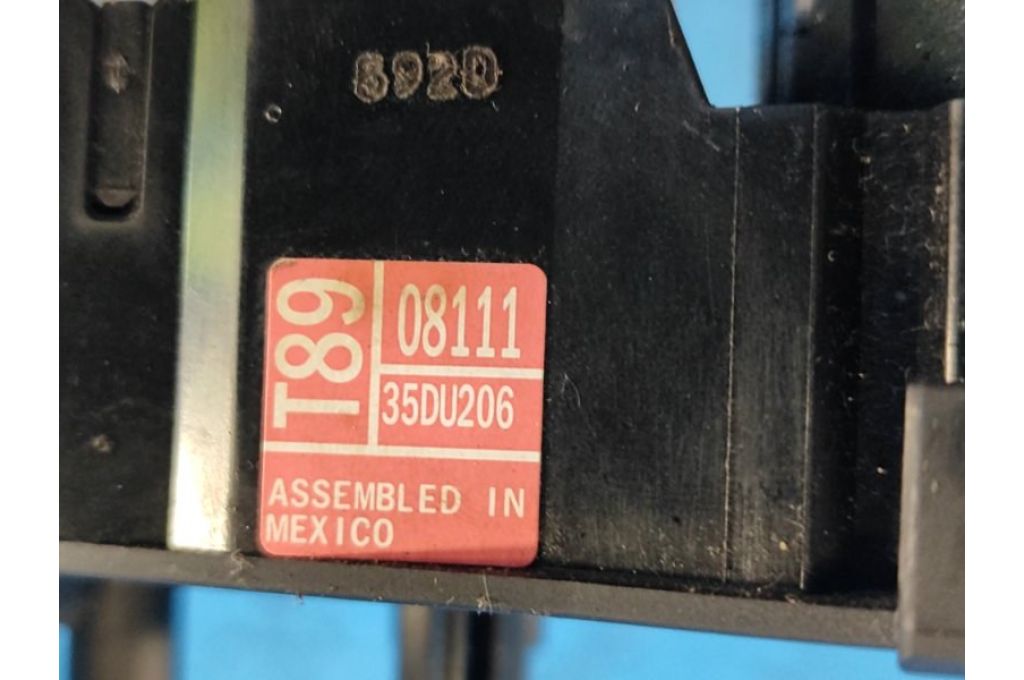 6920
T89
08111
35DU206
ASSEMBLED IN
MEXICO